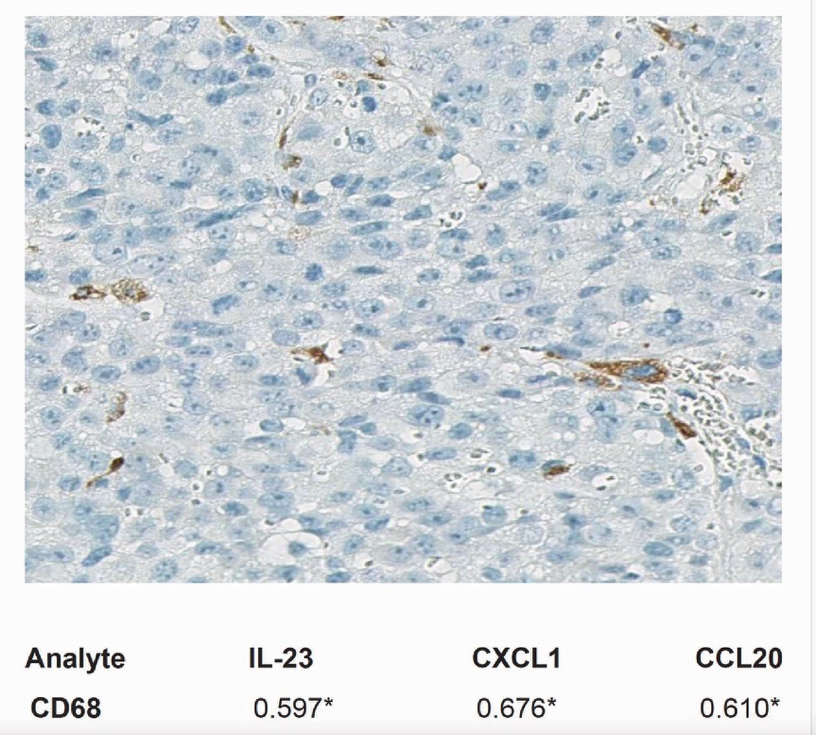 Analyte IL-23 CXCL1 CCL20
CD68 0.597* 0.676* 0.610*